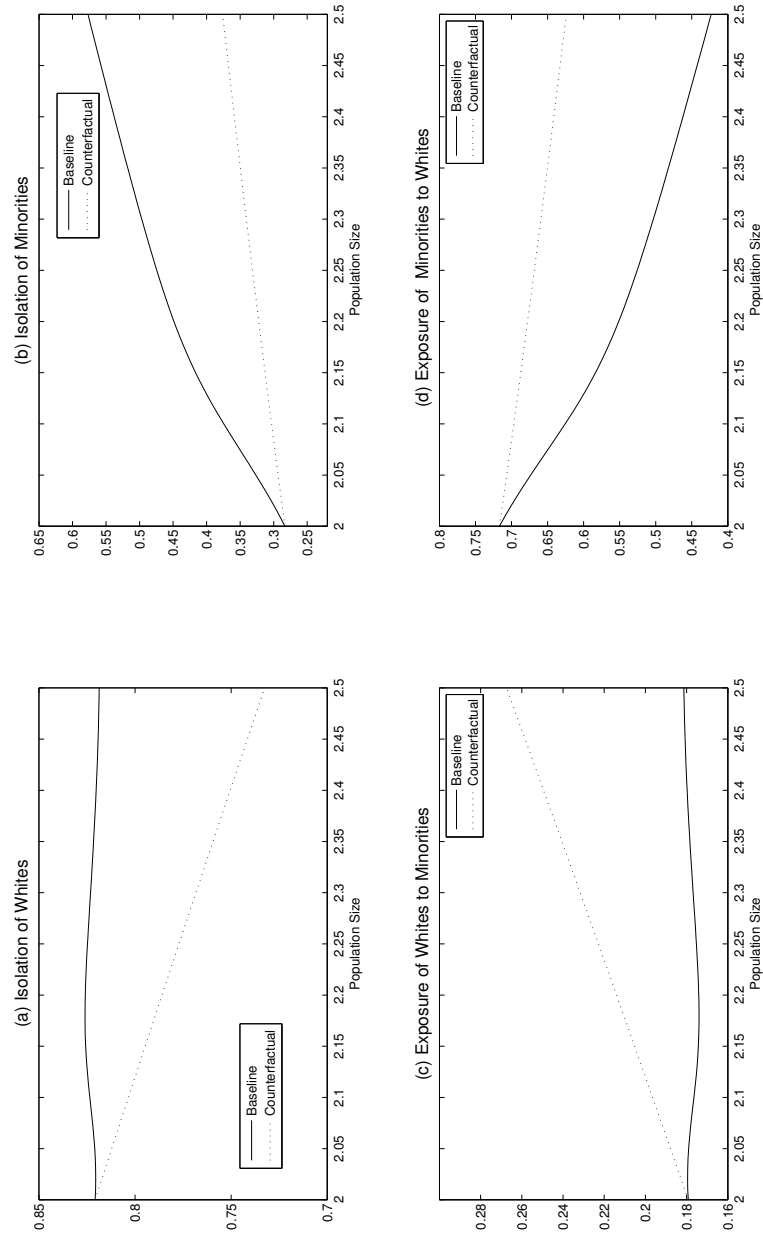 (a) Isolation of Whites
0.85
0.8
0.75
0.7
Baseline
Counterfactual
2 2.05 2.1 2.15 2.2 2.25 2.3 2.35 2.4 2.45 2.5
Population Size
(b) Isolation of Minorities
0.65
0.6
0.55
0.5
0.45
0.4
0.35
0.3
0.25
Baseline
Counterfactual
2 2.05 2.1 2.15 2.2 2.25 2.3 2.35 2.4 2.45 2.5
Population Size
(c) Exposure of Whites to Minorities
0.28
0.26
0.24
0.22
0.2
0.18
0.16
Baseline
Counterfactual
2 2.05 2.1 2.15 2.2 2.25 2.3 2.35 2.4 2.45 2.5
Population Size
(d) Exposure of Minorities to Whites
0.8
0.75
0.7
0.65
0.6
0.55
0.5
0.45
0.4
Baseline
Counterfactual
2 2.05 2.1 2.15 2.2 2.25 2.3 2.35 2.4 2.45 2.5
Population Size